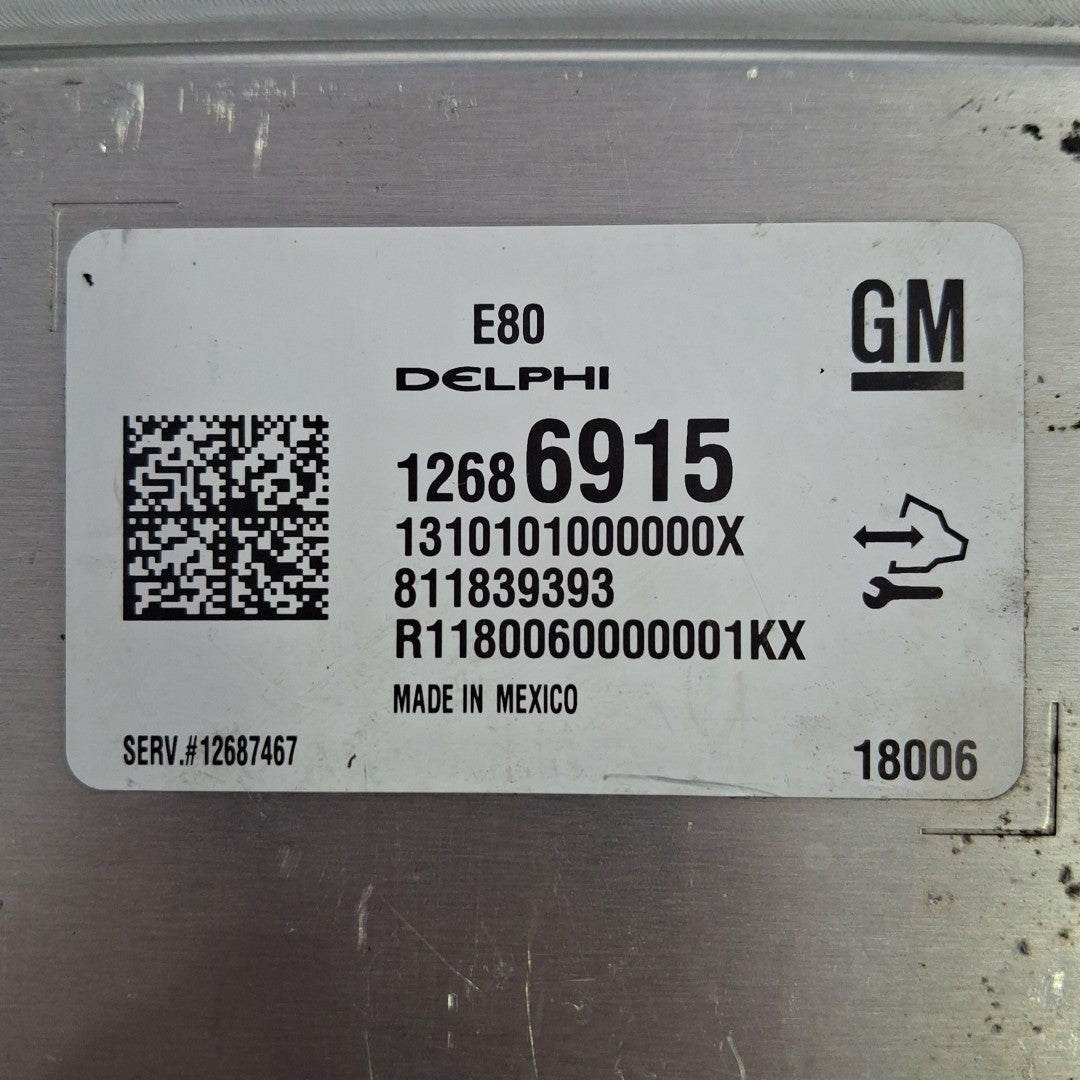 E80
GM
DELPHI
12686915
1310101000000X
811839393
R1180060000001KX
MADE IN MEXICO
SERV.#12687467
18006